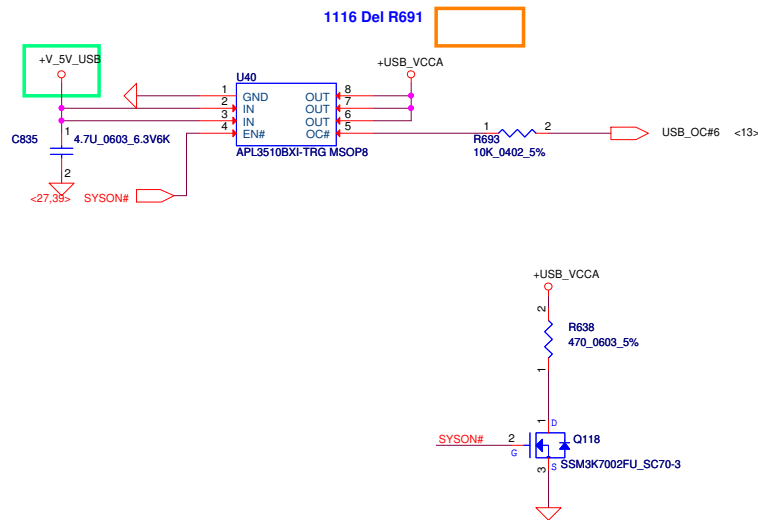 1116 Del R691
+V_5V_USB
+USB_VCCA
U40
1 GND OUT 8
2 IN OUT 7
3 IN OUT 6
4 EN# OC# 5
APL3510BXI-TRG MSOP8
C835
1
4.7U_0603_6.3V6K
2
1 2
R693
10K_0402_5%
USB_OC#6 <13>
<27,39> SYSON#
+USB_VCCA
2
R638
470_0603_5%
1
1 D
SYSON# 2
G
Q118
3 S
SSM3K7002FU_SC70-3